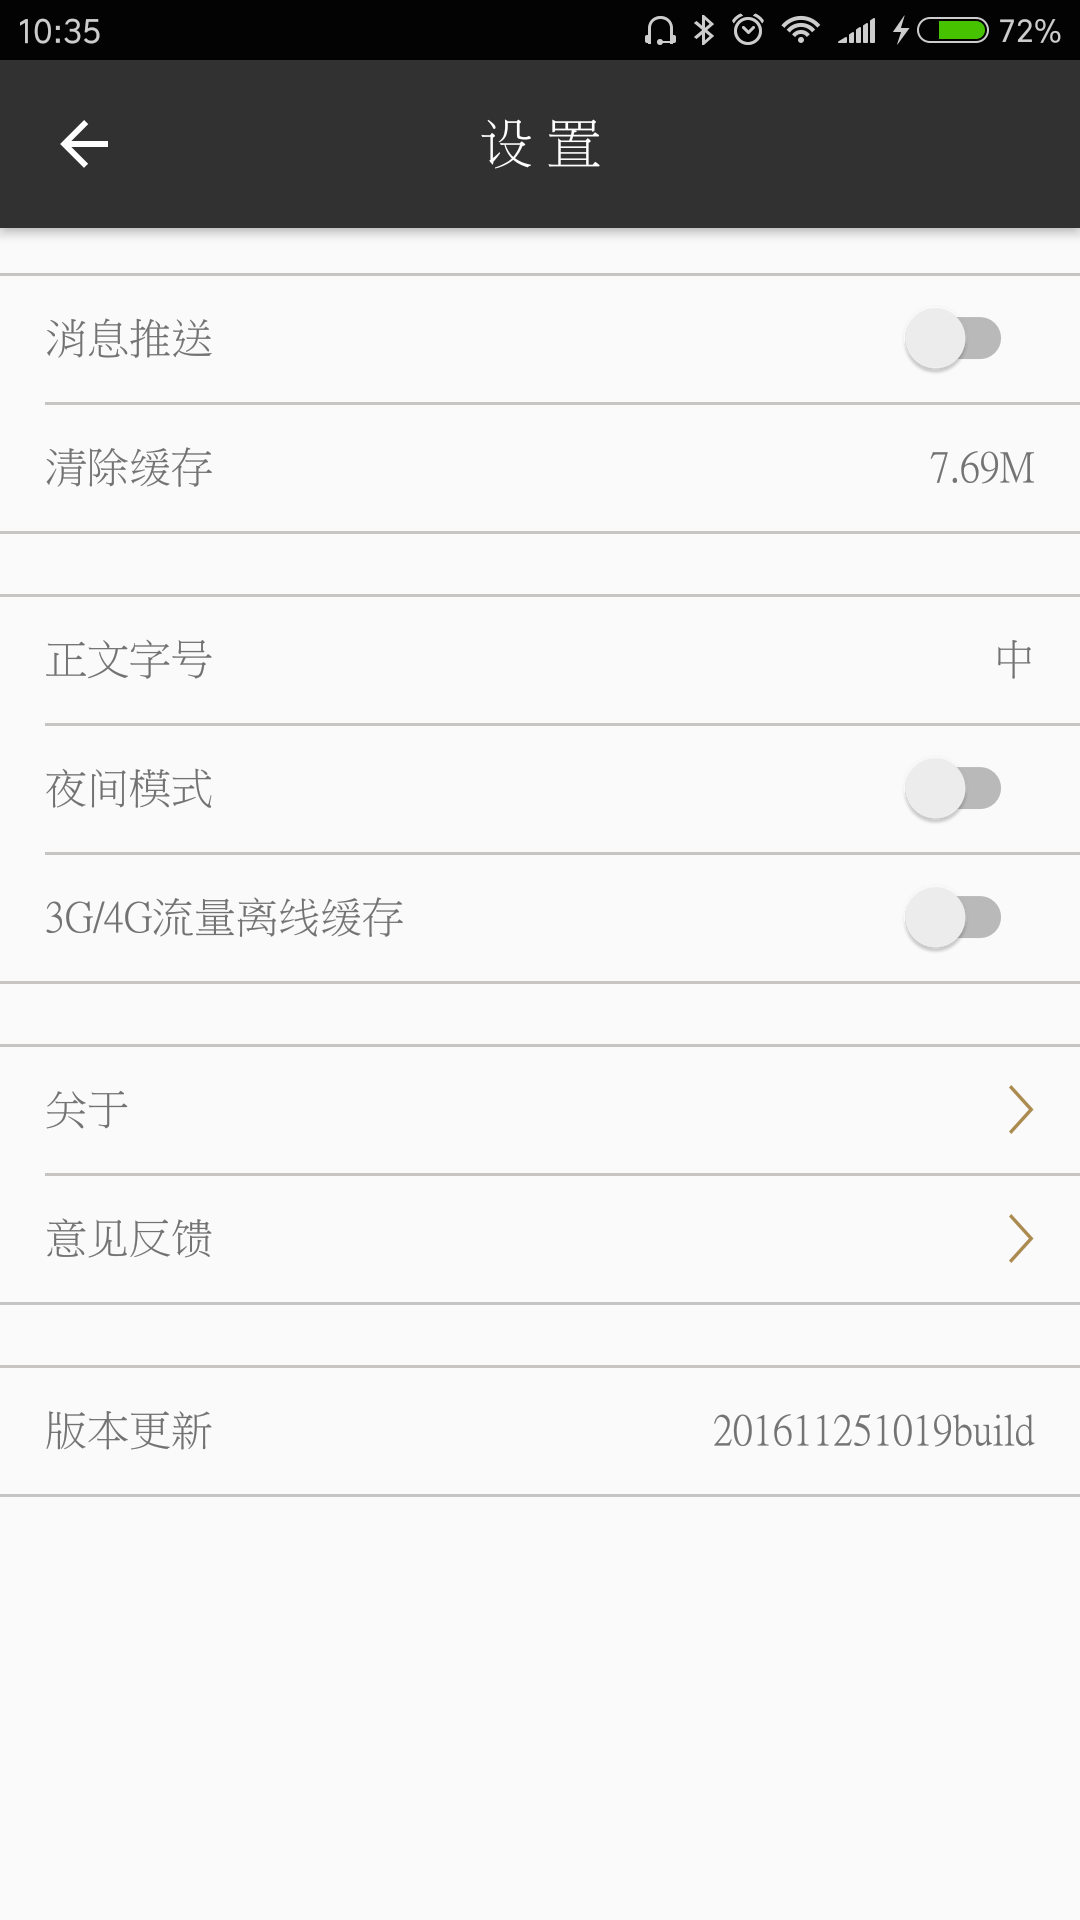 10:35 72%
设置
消息推送
清除缓存 7.69M
正文字号 中
夜间模式
3G/4G流量离线缓存
关于
意见反馈
版本更新 201611251019build